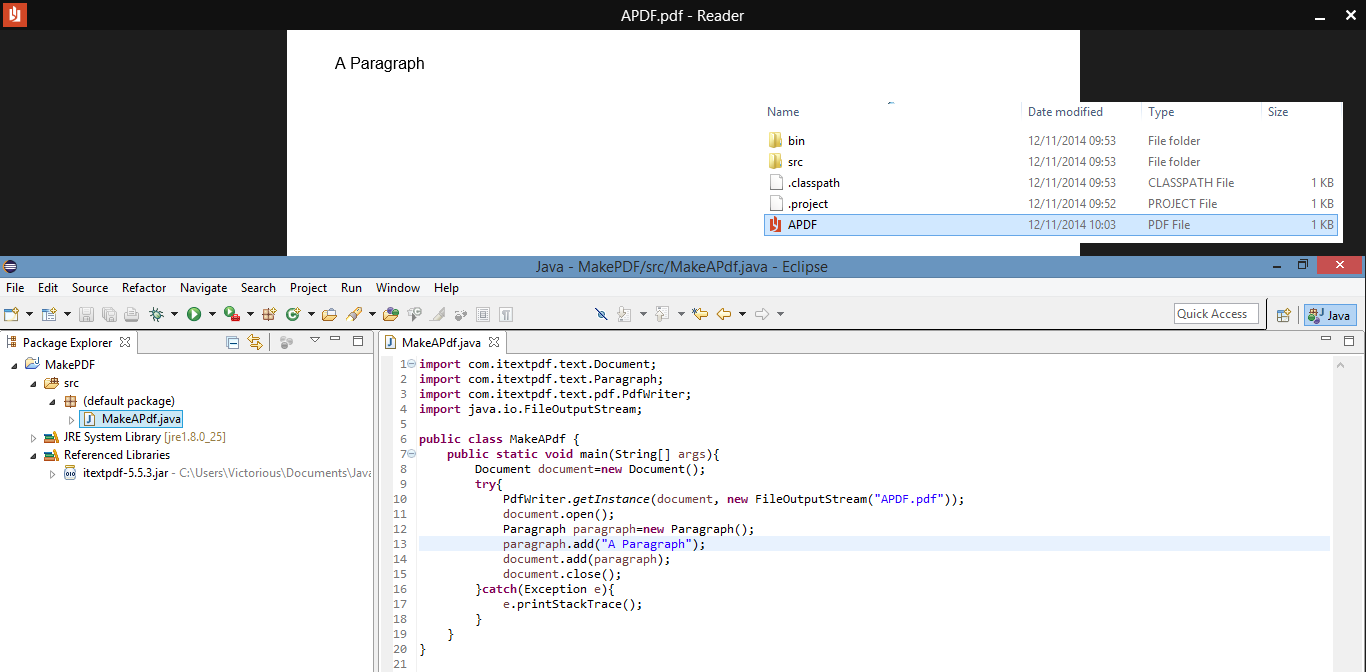 APDF.pdf - Reader
A Paragraph
Name Date modified Type Size
bin 12/11/2014 09:53 File folder
src 12/11/2014 09:53 File folder
.classpath 12/11/2014 09:53 CLASSPATH File 1 KB
.project 12/11/2014 09:52 PROJECT File 1 KB
APDF 12/11/2014 10:03 PDF File 1 KB
Java - MakePDF/src/MakeAPdf.java - Eclipse
File Edit Source Refactor Navigate Search Project Run Window Help
Quick Access Java
Package Explorer
MakePDF
src
(default package)
MakeAPdf.java
JRE System Library [jre1.8.0_25]
Referenced Libraries
itextpdf-5.5.3.jar - C:\Users\Victorious\Documents\Java
MakeAPdf.java
1 import com.itextpdf.text.Document;
2 import com.itextpdf.text.Paragraph;
3 import com.itextpdf.text.pdf.PdfWriter;
4 import java.io.FileOutputStream;
5
6 public class MakeAPdf {
7     public static void main(String[] args){
8         Document document=new Document();
9         try{
10             PdfWriter.getInstance(document, new FileOutputStream("APDF.pdf"));
11             document.open();
12             Paragraph paragraph=new Paragraph();
13             paragraph.add("A Paragraph");
14             document.add(paragraph);
15             document.close();
16         }catch(Exception e){
17             e.printStackTrace();
18         }
19     }
20 }
21